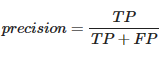 precision = TP / (TP + FP)